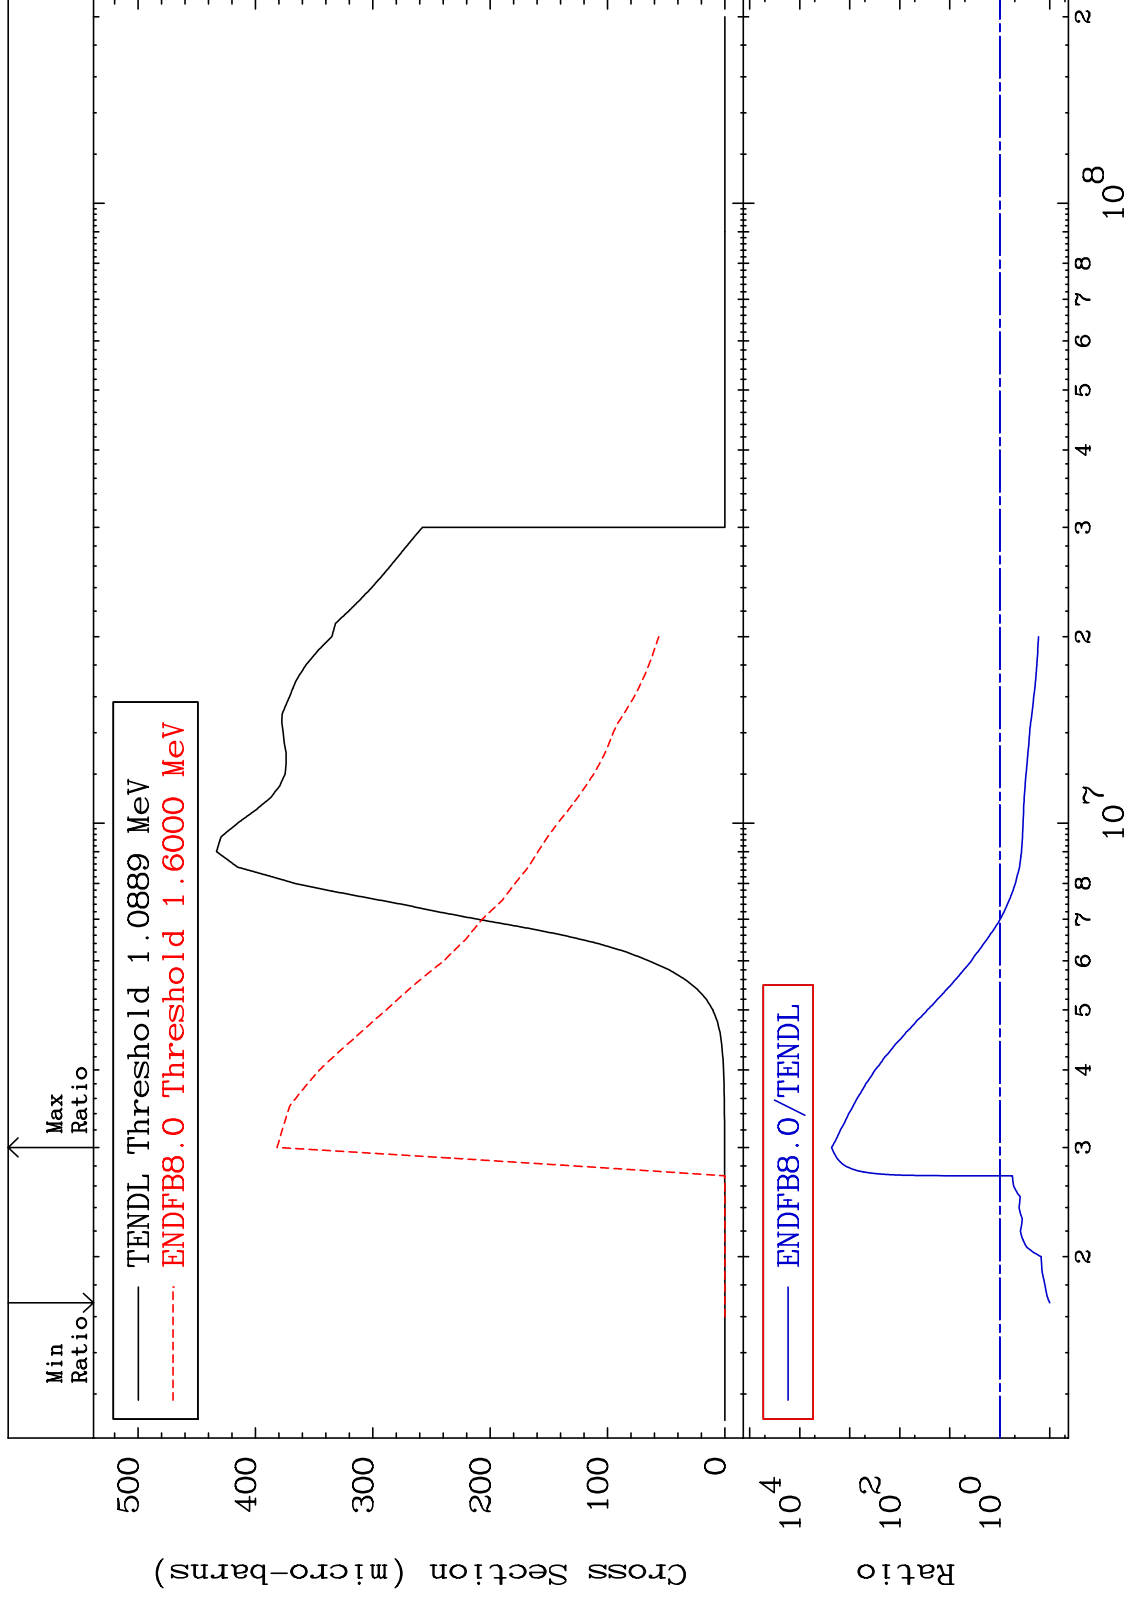 Min
Ratio
Max
Ratio
TENDL Threshold 1.0889 MeV
ENDFB8.0 Threshold 1.6000 MeV
Cross Section (micro-barns)
500
400
300
200
100
0
ENDFB8.0/TENDL
Ratio
10^4
10^2
10^0
2 3 4 5 6 7 8 10^7 2 3 4 5 6 7 8 10^8 2